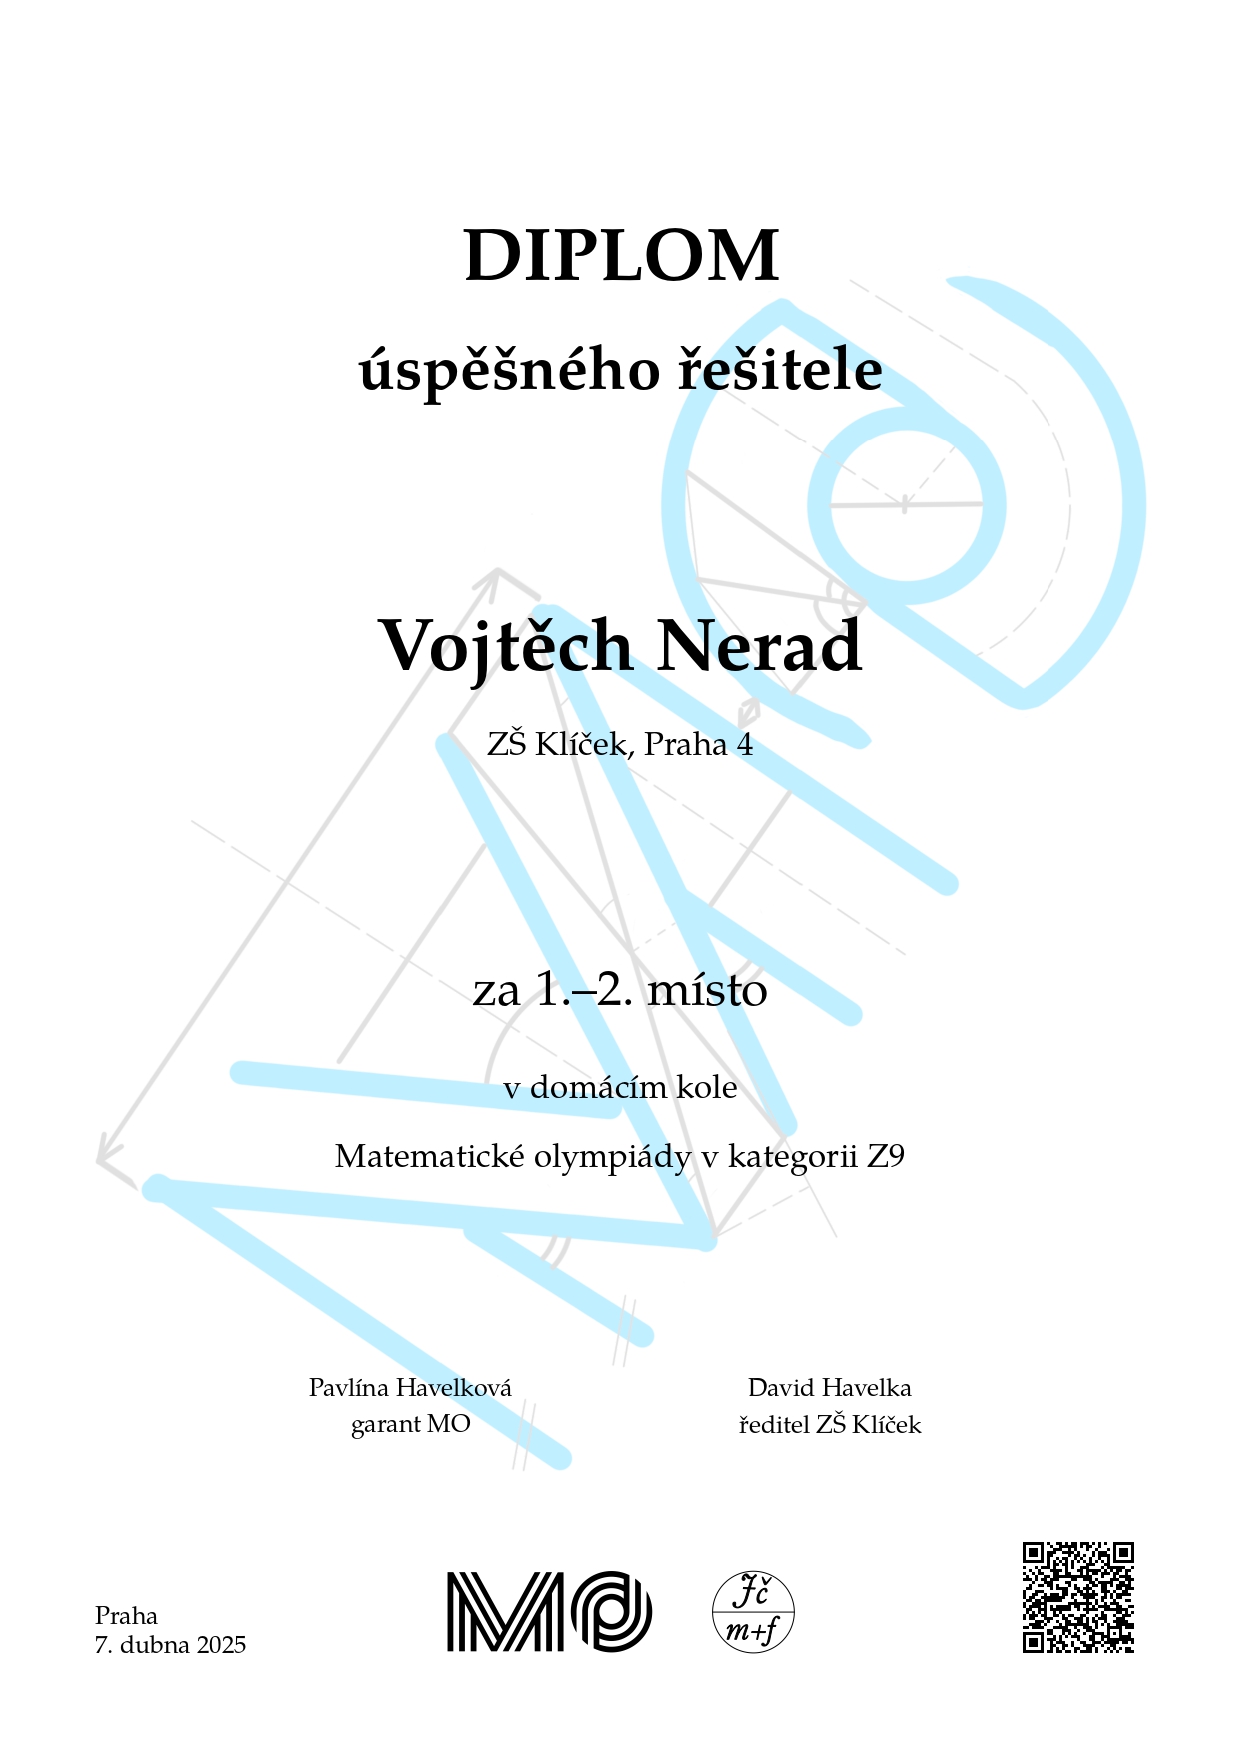 DIPLOM
úspěšného řešitele
Vojtěch Nerad
ZŠ Klíček, Praha 4
za 1.–2. místo
v domácím kole
Matematické olympiády v kategorii Z9
Pavlína Havelková
garant MO
David Havelka
ředitel ZŠ Klíček
Praha
7. dubna 2025
MO
Jč
m+f